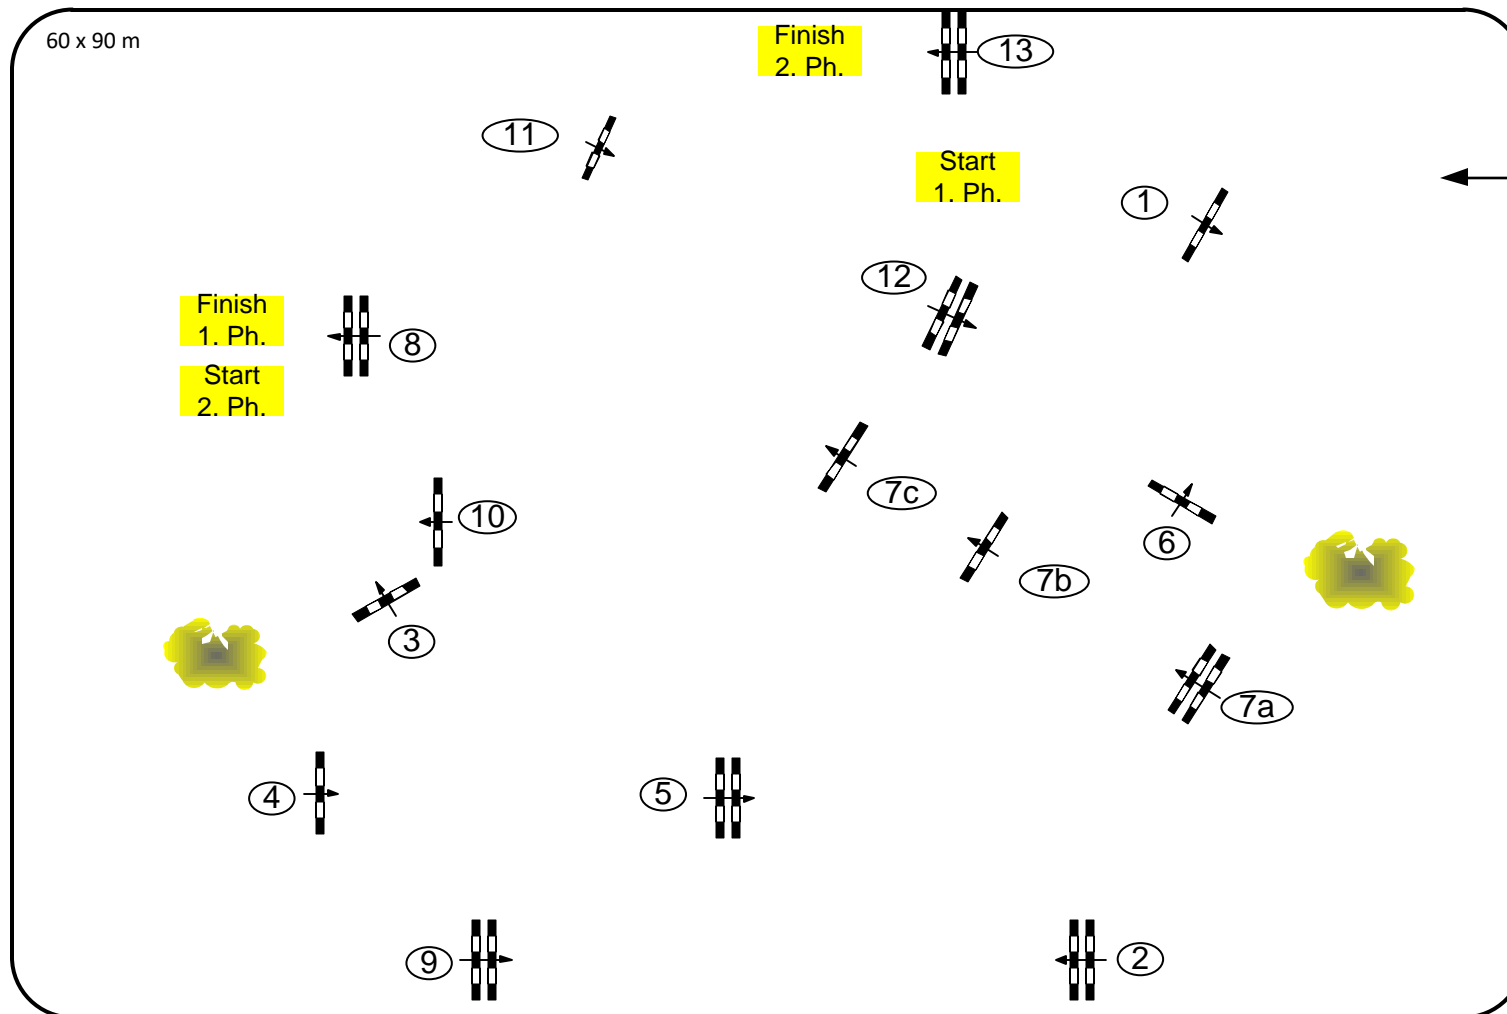 60 x 90 m
Finish
2. Ph.
13
11
Start
1. Ph.
1
12
Finish
1. Ph.
8
Start
2. Ph.
7c
10
6
7b
3
7a
4
5
9
2